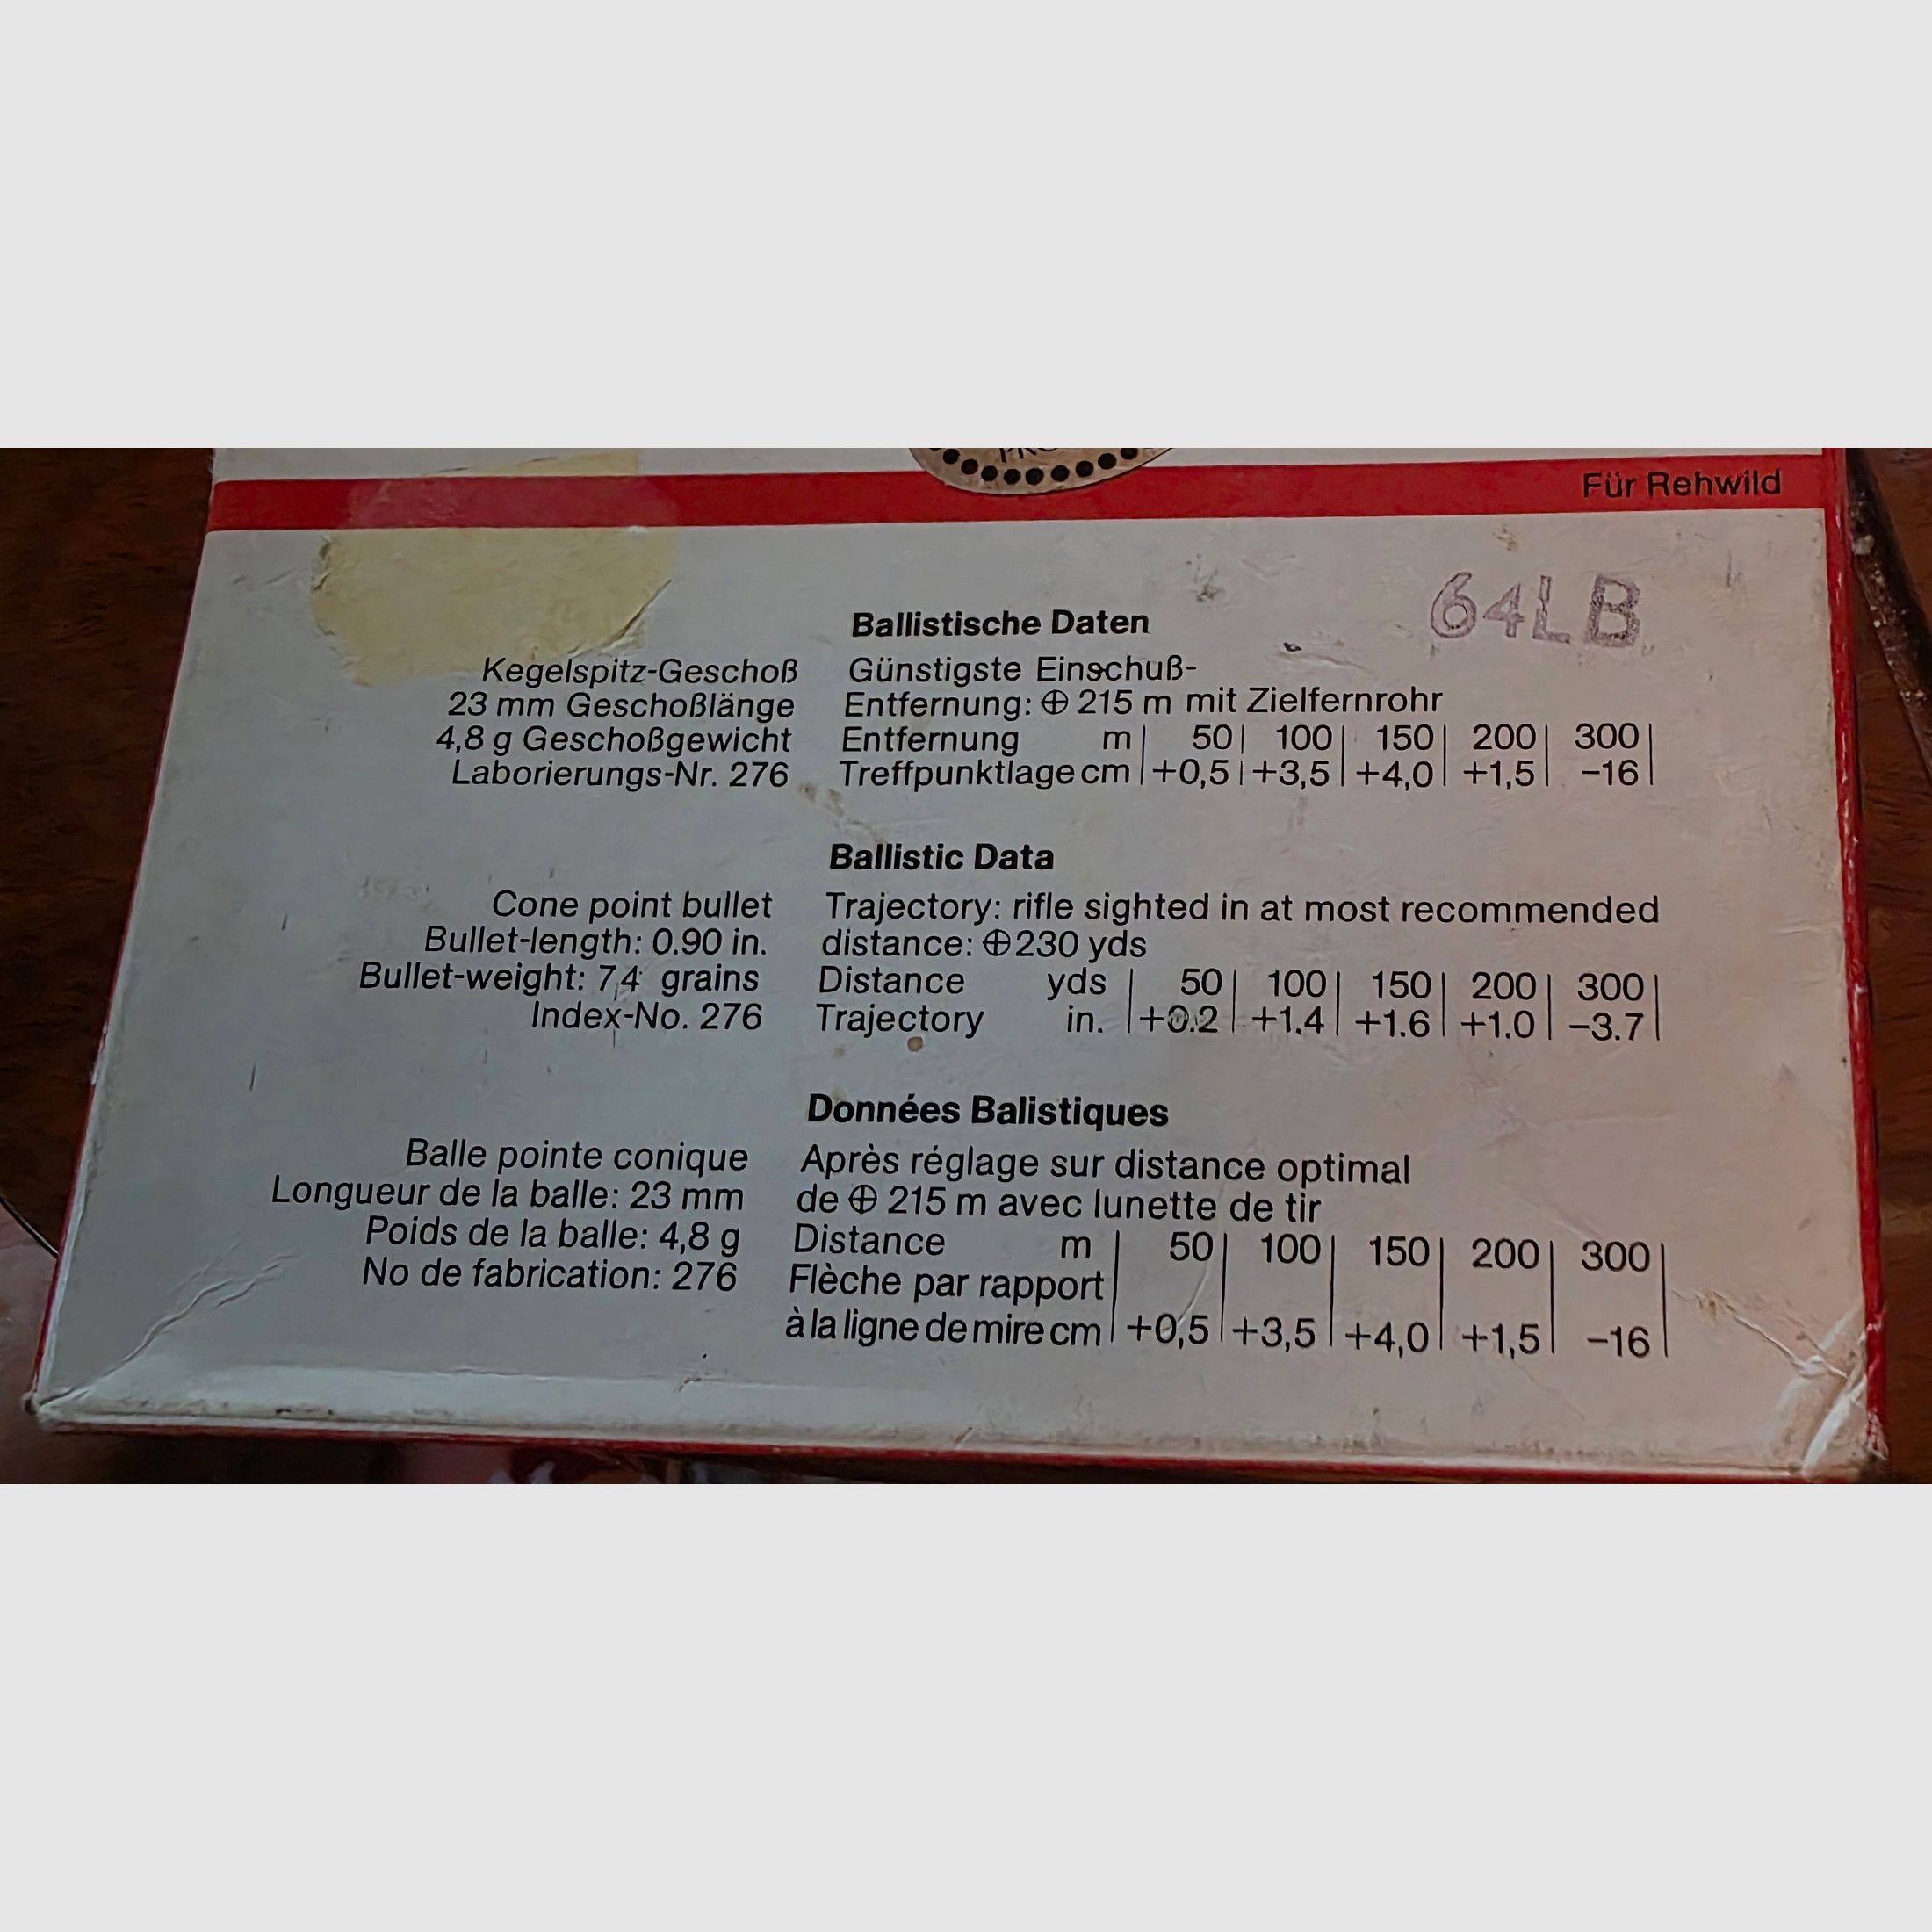 Für Rehwild
64LB
Ballistische Daten
Kegelspitz-Geschoß Günstigste Einschuß-
23 mm Geschoßlänge Entfernung: ⊕ 215 m mit Zielfernrohr
4,8 g Geschoßgewicht Entfernung m | 50 | 100 | 150 | 200 | 300 |
Laborierungs-Nr. 276 Treffpunktlage cm | +0,5 | +3,5 | +4,0 | +1,5 | −16 |
Ballistic Data
Cone point bullet Trajectory: rifle sighted in at most recommended
Bullet-length: 0.90 in. distance: ⊕ 230 yds
Bullet-weight: 74 grains Distance yds | 50 | 100 | 150 | 200 | 300 |
Index-No. 276 Trajectory in. | +0.2 | +1.4 | +1.6 | +1.0 | −3.7 |
Données Balistiques
Balle pointe conique Après réglage sur distance optimal
Longueur de la balle: 23 mm de ⊕ 215 m avec lunette de tir
Poids de la balle: 4,8 g Distance m | 50 | 100 | 150 | 200 | 300 |
No de fabrication: 276 Flèche par rapport
à la ligne de mire cm | +0,5 | +3,5 | +4,0 | +1,5 | −16 |